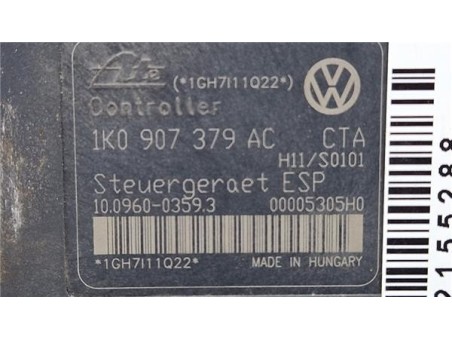 Ate (*1GH7I11Q22*)
Controller
1K0 907 379 AC CTA
H11/S0101
Steuergeraet ESP
10.0960-0359.3 00005305H0
*1GH7I11Q22* MADE IN HUNGARY